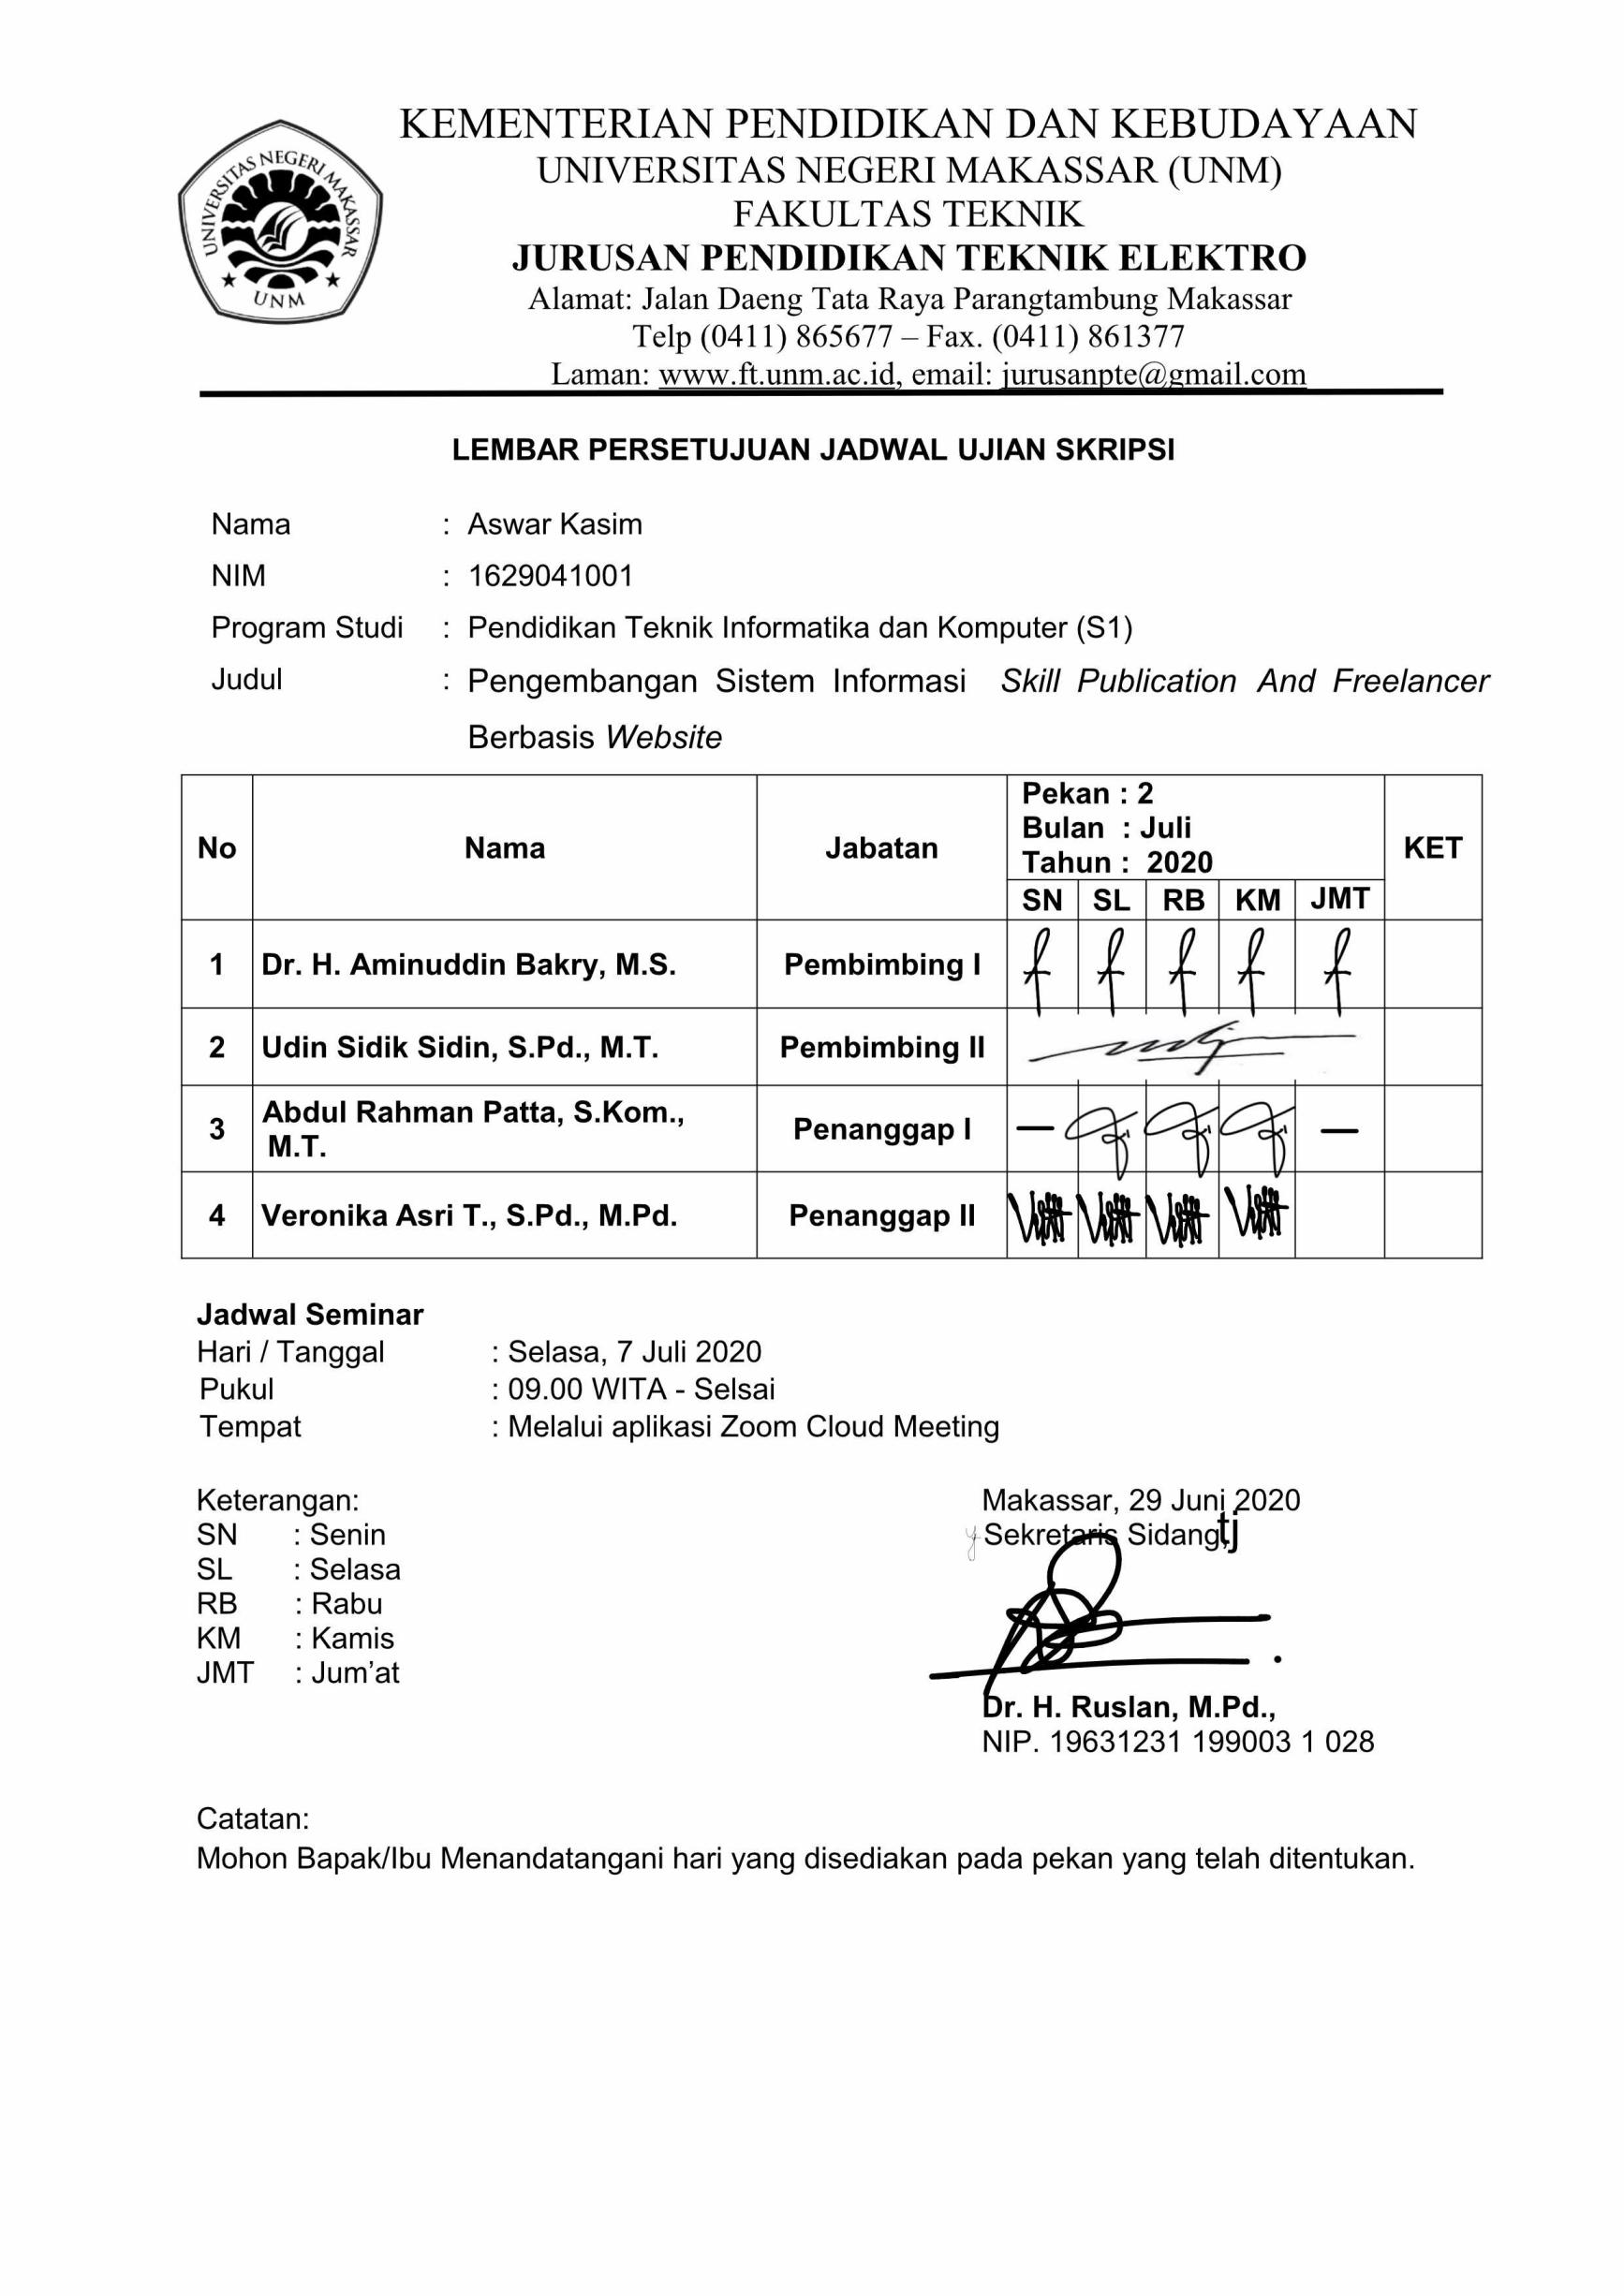 UNIVERSITAS NEGERI MAKASSAR
UNM
KEMENTERIAN PENDIDIKAN DAN KEBUDAYAAN
UNIVERSITAS NEGERI MAKASSAR (UNM)
FAKULTAS TEKNIK
JURUSAN PENDIDIKAN TEKNIK ELEKTRO
Alamat: Jalan Daeng Tata Raya Parangtambung Makassar
Telp (0411) 865677 – Fax. (0411) 861377
Laman: www.ft.unm.ac.id, email: jurusanpte@gmail.com
LEMBAR PERSETUJUAN JADWAL UJIAN SKRIPSI
Nama : Aswar Kasim
NIM : 1629041001
Program Studi : Pendidikan Teknik Informatika dan Komputer (S1)
Judul : Pengembangan Sistem Informasi Skill Publication And Freelancer
Berbasis Website
No Nama Jabatan Pekan : 2 KET
Bulan : Juli
Tahun : 2020
SN SL RB KM JMT
1 Dr. H. Aminuddin Bakry, M.S. Pembimbing I
2 Udin Sidik Sidin, S.Pd., M.T. Pembimbing II
3 Abdul Rahman Patta, S.Kom., Penanggap I — —
M.T.
4 Veronika Asri T., S.Pd., M.Pd. Penanggap II
Jadwal Seminar
Hari / Tanggal : Selasa, 7 Juli 2020
Pukul : 09.00 WITA - Selsai
Tempat : Melalui aplikasi Zoom Cloud Meeting
Keterangan: Makassar, 29 Juni 2020
SN : Senin Sekretaris Sidang, tj
SL : Selasa
RB : Rabu
KM : Kamis
JMT : Jum’at
Dr. H. Ruslan, M.Pd.,
NIP. 19631231 199003 1 028
Catatan:
Mohon Bapak/Ibu Menandatangani hari yang disediakan pada pekan yang telah ditentukan.